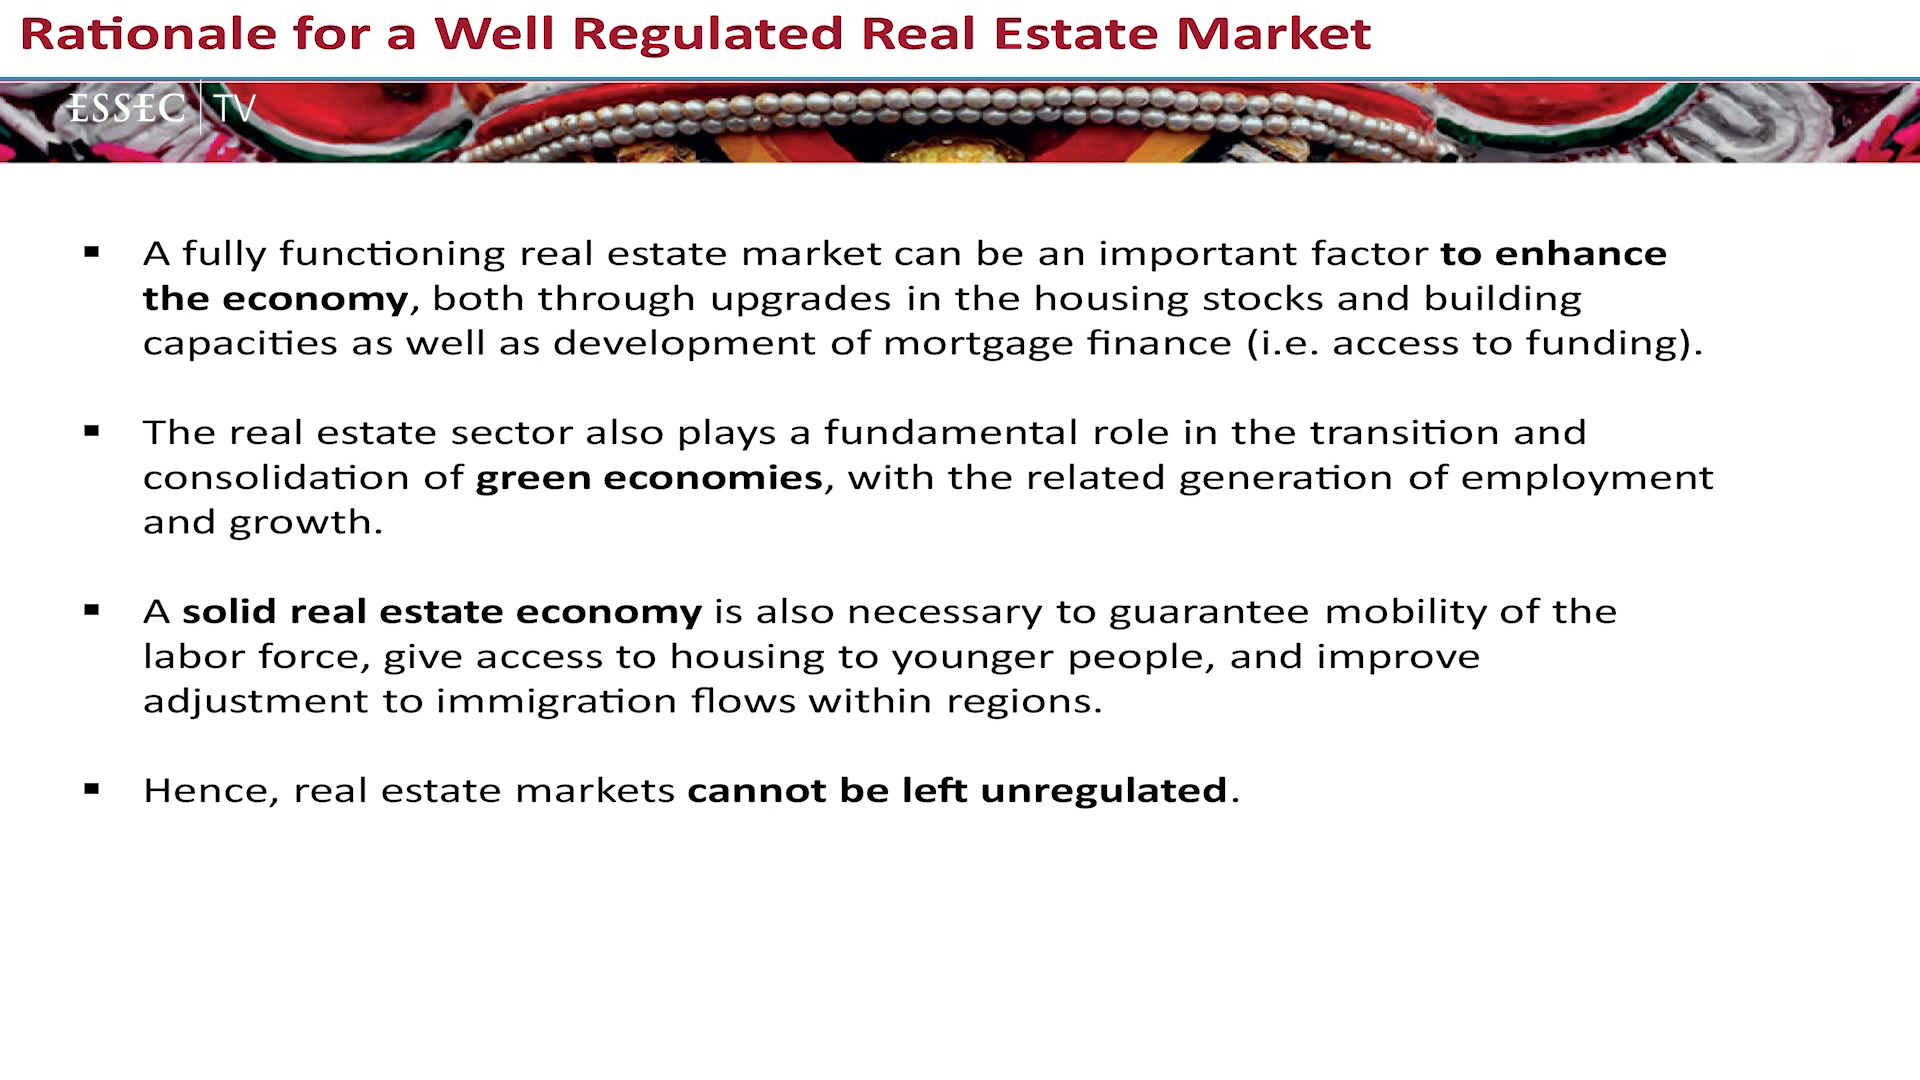 Rationale for a Well Regulated Real Estate Market
ESSEC | TV
▪ A fully functioning real estate market can be an important factor to enhance
the economy, both through upgrades in the housing stocks and building
capacities as well as development of mortgage finance (i.e. access to funding).
▪ The real estate sector also plays a fundamental role in the transition and
consolidation of green economies, with the related generation of employment
and growth.
▪ A solid real estate economy is also necessary to guarantee mobility of the
labor force, give access to housing to younger people, and improve
adjustment to immigration flows within regions.
▪ Hence, real estate markets cannot be left unregulated.